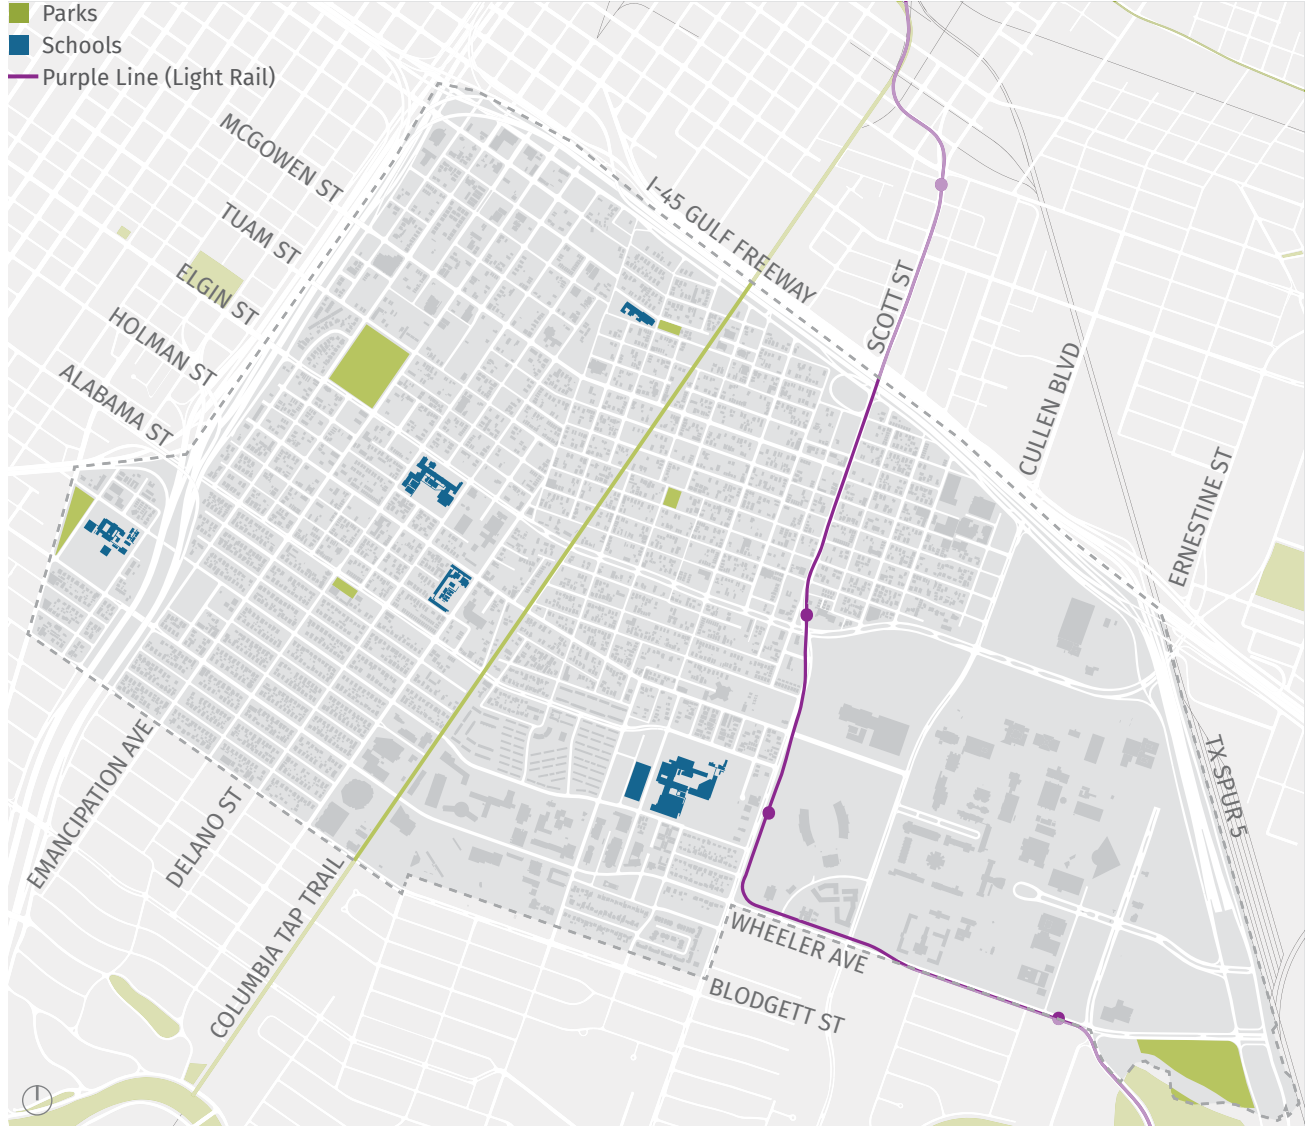 Parks
Schools
Purple Line (Light Rail)
MCGOWEN ST
TUAM ST
ELGIN ST
HOLMAN ST
ALABAMA ST
I-45 GULF FREEWAY
SCOTT ST
CULLEN BLVD
ERNESTINE ST
TX SPUR 5
EMANCIPATION AVE
DELANO ST
COLUMBIA TAP TRAIL
WHEELER AVE
BLODGETT ST